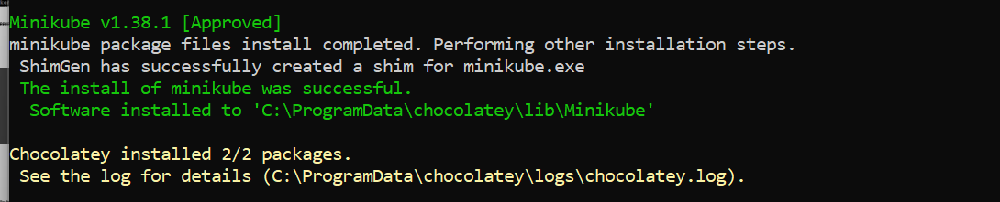 Minikube v1.38.1 [Approved]
minikube package files install completed. Performing other installation steps.
ShimGen has successfully created a shim for minikube.exe
The install of minikube was successful.
Software installed to 'C:\ProgramData\chocolatey\lib\Minikube'
Chocolatey installed 2/2 packages.
See the log for details (C:\ProgramData\chocolatey\logs\chocolatey.log).